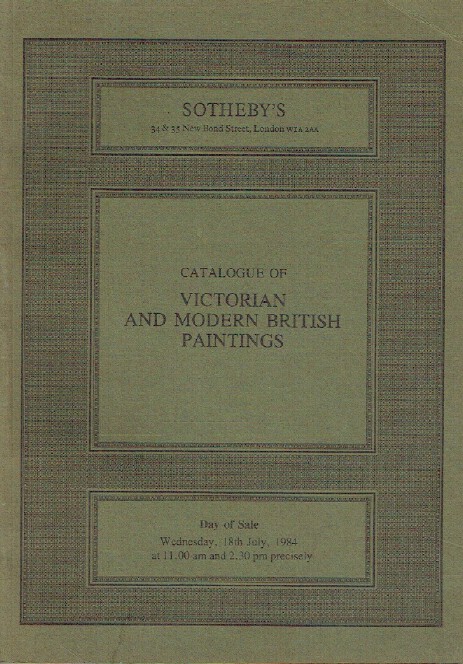 SOTHEBY'S
34 & 35 New Bond Street, London W1A 2AA
CATALOGUE OF
VICTORIAN
AND MODERN BRITISH
PAINTINGS
Day of Sale
Wednesday, 18th July, 1984
at 11.00 am and 2.30 pm precisely